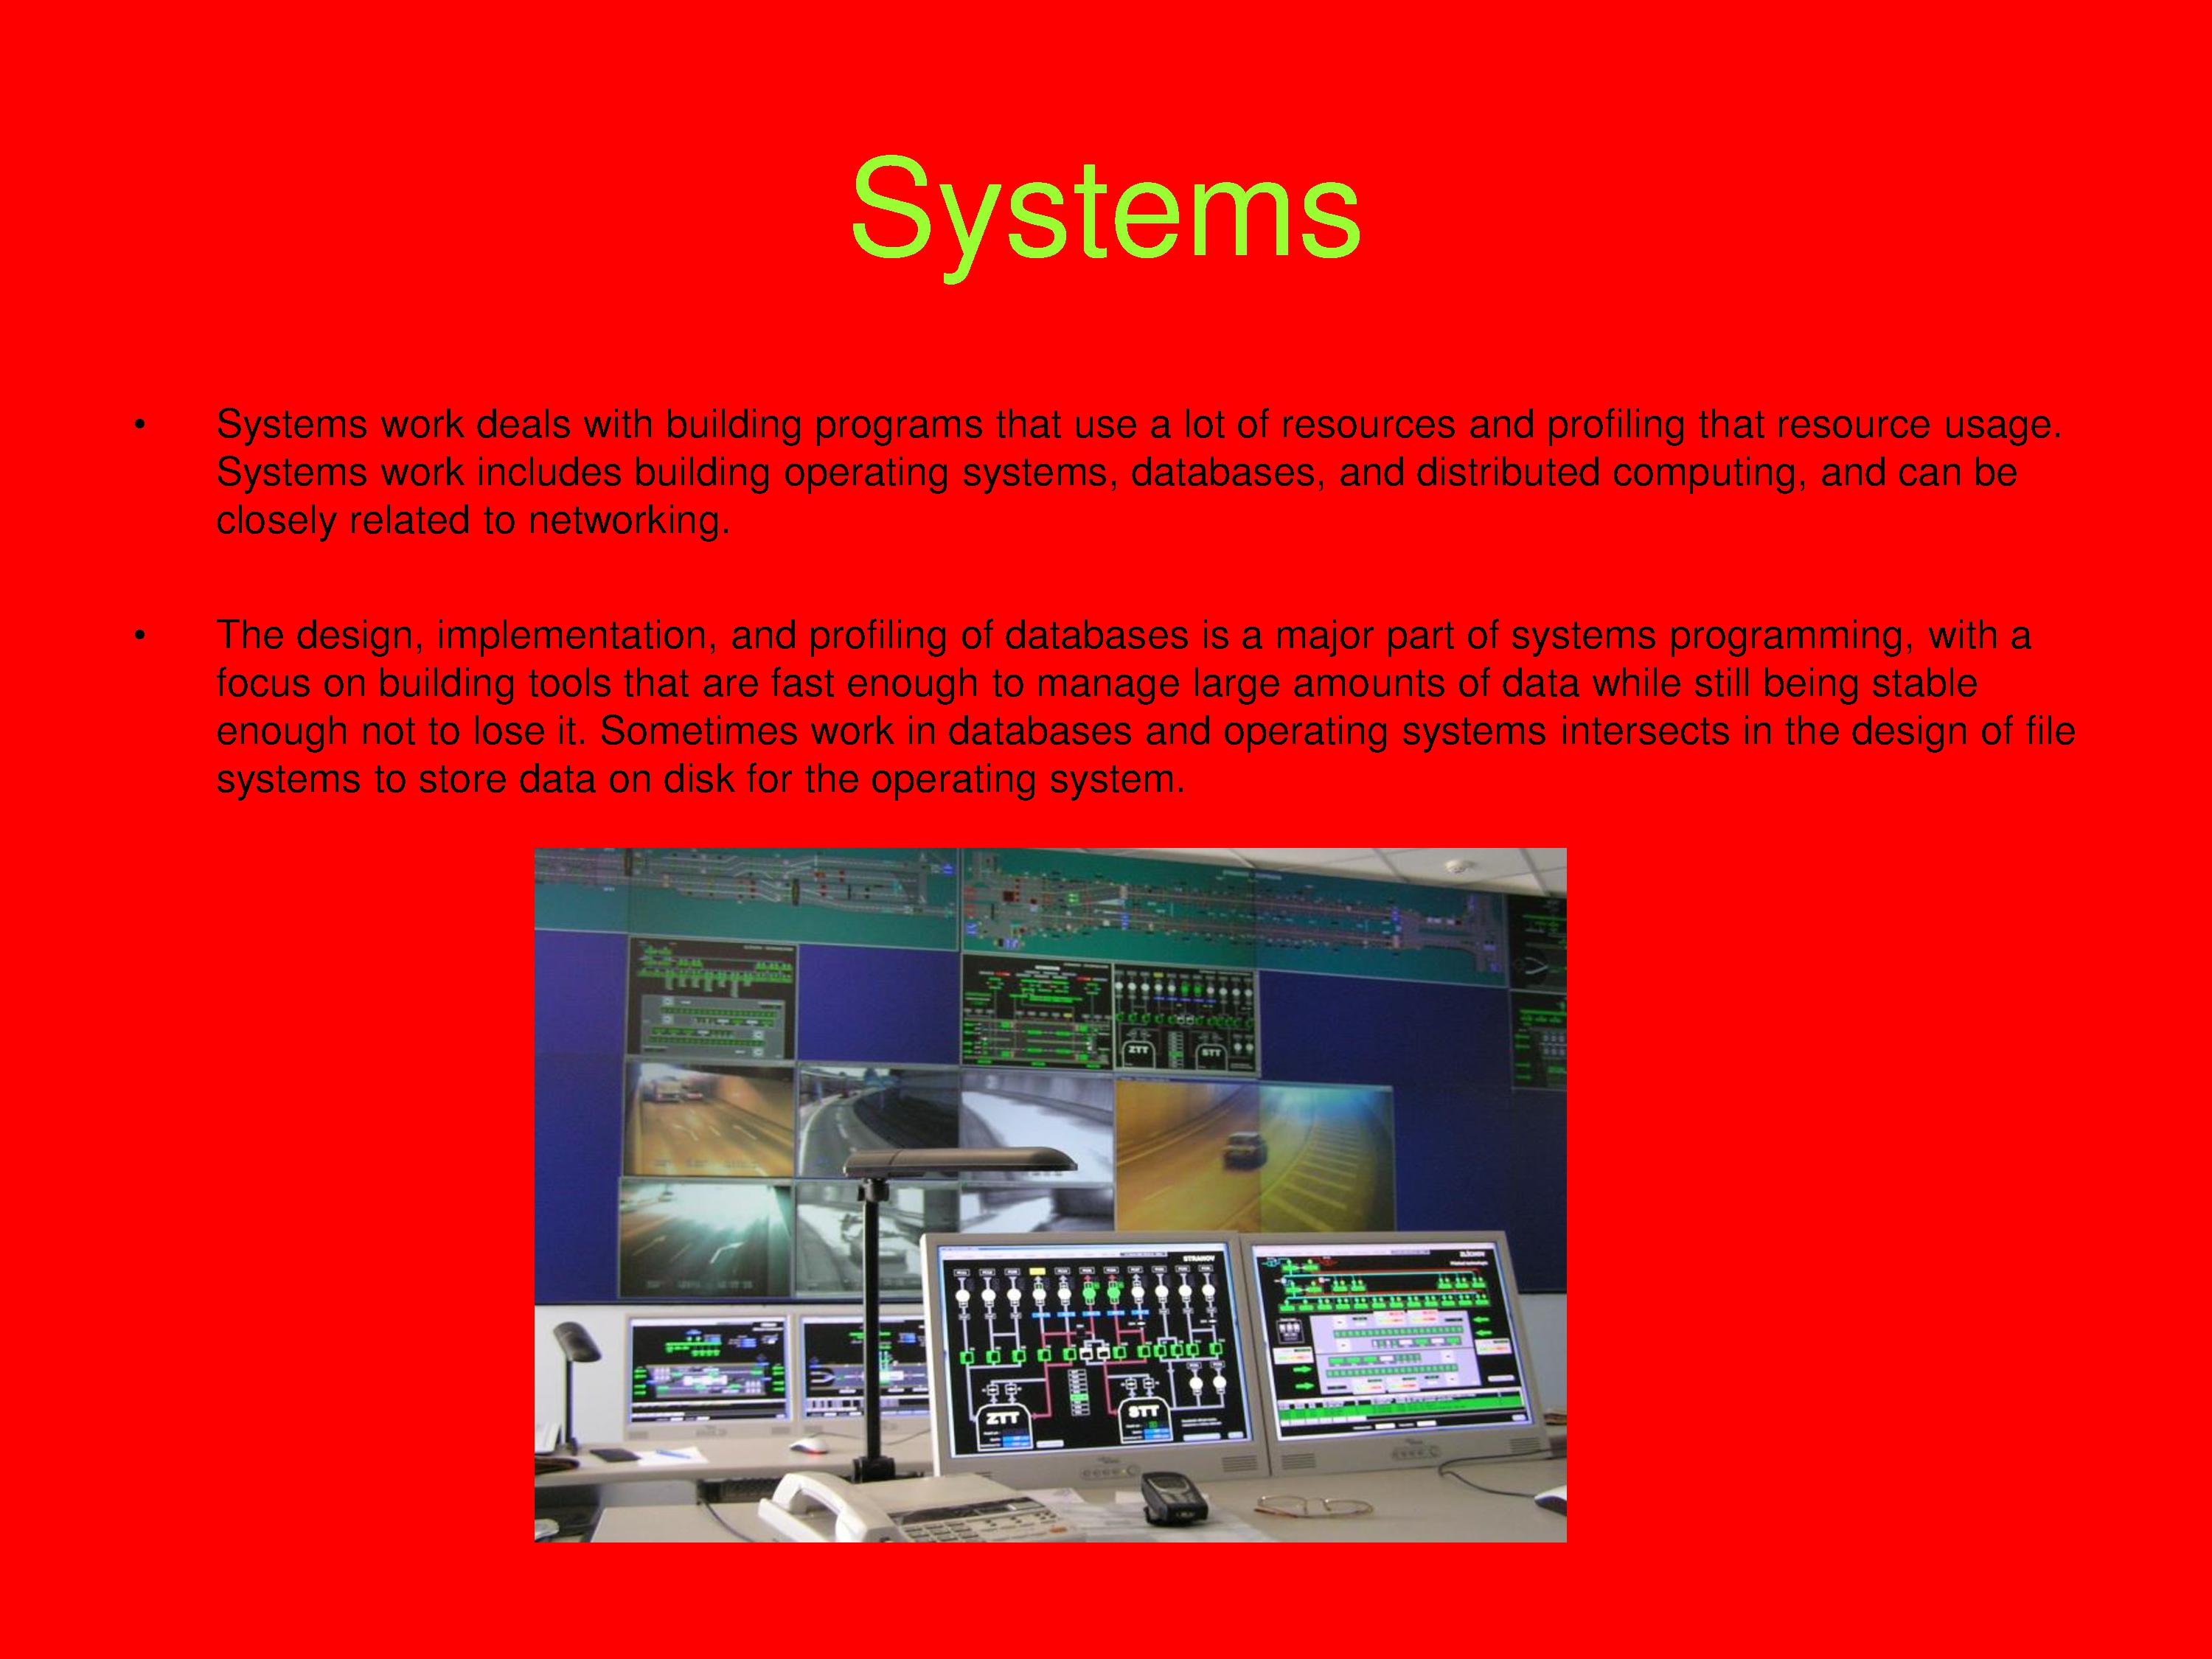 Systems
• Systems work deals with building programs that use a lot of resources and profiling that resource usage.
Systems work includes building operating systems, databases, and distributed computing, and can be
closely related to networking.
• The design, implementation, and profiling of databases is a major part of systems programming, with a
focus on building tools that are fast enough to manage large amounts of data while still being stable
enough not to lose it. Sometimes work in databases and operating systems intersects in the design of file
systems to store data on disk for the operating system.
ZTT STT
STRAHOV
ZTT STT